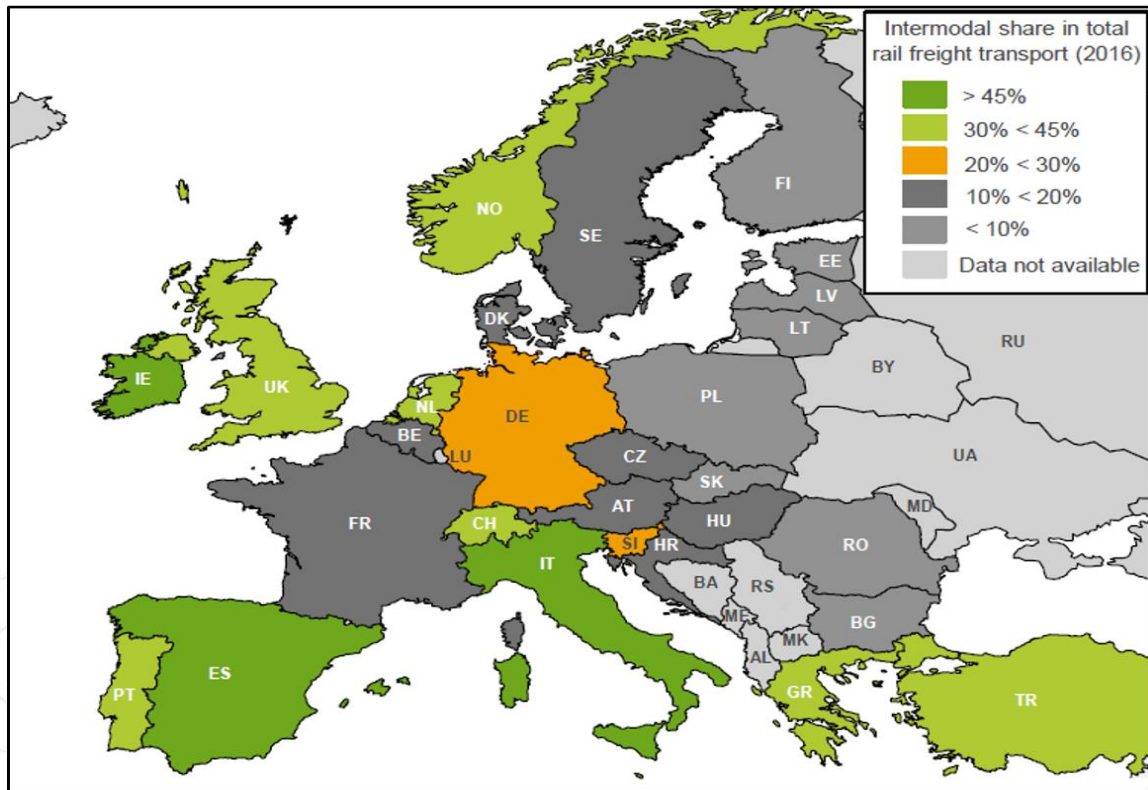 Intermodal share in total
rail freight transport (2016)
> 45%
30% < 45%
20% < 30%
10% < 20%
< 10%
Data not available
NO
SE
FI
EE
LV
LT
DK
RU
BY
IE
UK
NL
DE
PL
BE
LU
CZ
UA
SK
FR
AT
HU
MD
CH
SI
HR
RO
IT
BA
RS
ME
BG
MK
AL
ES
PT
GR
TR